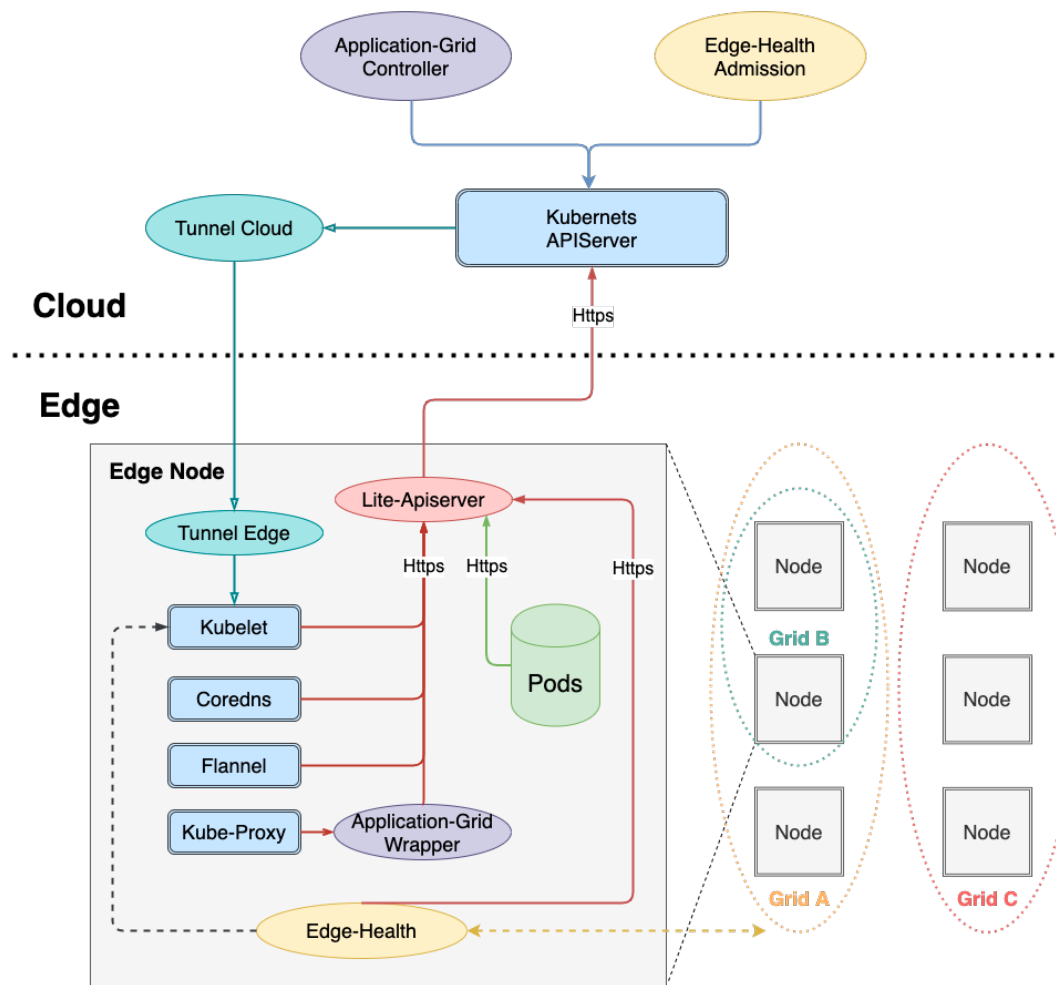 Application-Grid
Controller
Edge-Health
Admission
Tunnel Cloud
Kubernets
APIServer
Cloud
Https
Edge
Edge Node
Lite-Apiserver
Tunnel Edge
Https
Https
Https
Node
Node
Kubelet
Grid B
Pods
Coredns
Node
Node
Flannel
Kube-Proxy
Application-Grid
Wrapper
Node
Node
Grid A
Grid C
Edge-Health